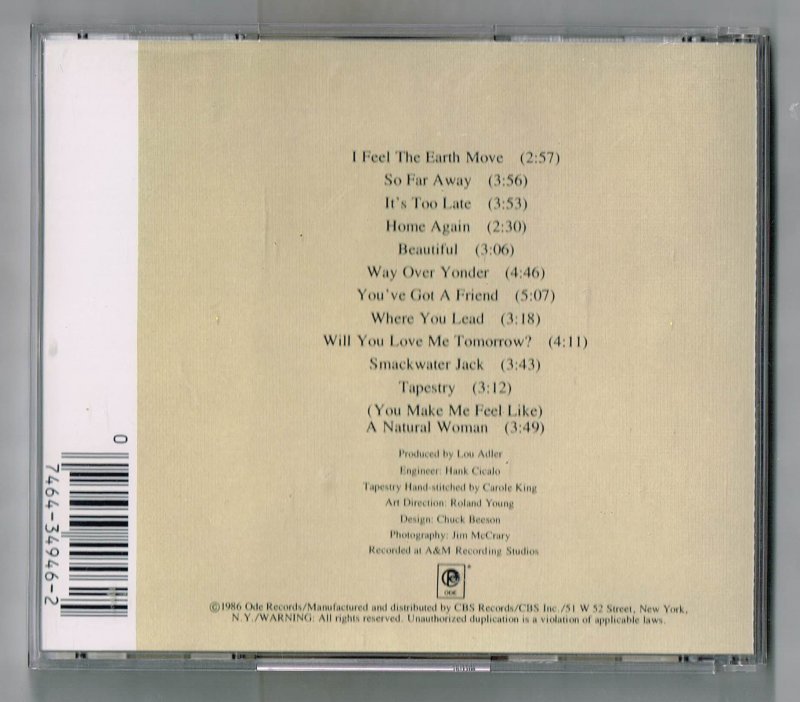 I Feel The Earth Move (2:57)
So Far Away (3:56)
It's Too Late (3:53)
Home Again (2:30)
Beautiful (3:06)
Way Over Yonder (4:46)
You've Got A Friend (5:07)
Where You Lead (3:18)
Will You Love Me Tomorrow? (4:11)
Smackwater Jack (3:43)
Tapestry (3:12)
(You Make Me Feel Like)
A Natural Woman (3:49)
Produced by Lou Adler
Engineer: Hank Cicalo
Tapestry Hand-stitched by Carole King
Art Direction: Roland Young
Design: Chuck Beeson
Photography: Jim McCrary
Recorded at A&M Recording Studios
ODE
©1986 Ode Records/Manufactured and distributed by CBS Records/CBS Inc./51 W 52 Street, New York,
N.Y./WARNING: All rights reserved. Unauthorized duplication is a violation of applicable laws.
0
7464-34946-2